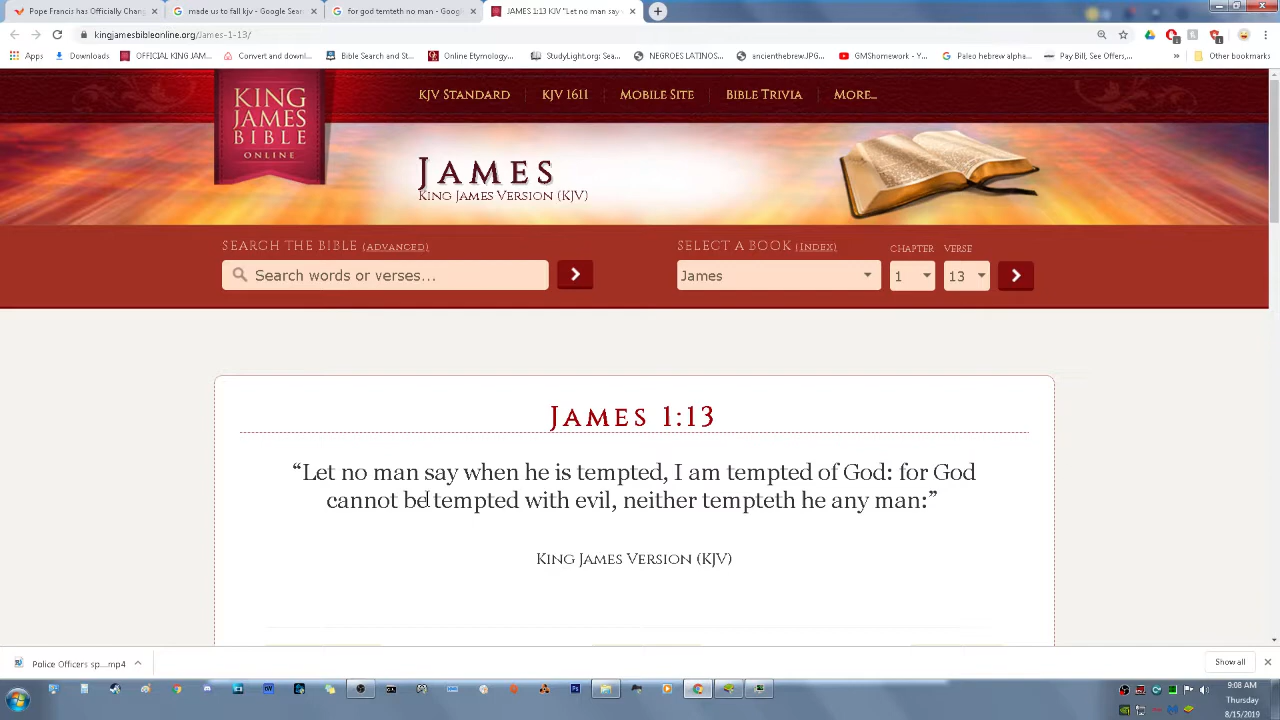 Pope Francis has Officially Chang
made us to fall kjv - Google Sear
for god temteth no man - Googl
JAMES 1:13 KJV "Let no man say w
kingjamesbibleonline.org/James-1-13/
Apps
Downloads
OFFICIAL KING JAM...
Convert and downl...
Bible Search and St...
Online Etymology...
StudyLight.org: Sea...
NEGROES LATINOS...
ancienthebrew.JPG...
GMShomework - Y...
Paleo hebrew alpha...
Pay Bill, See Offers,...
»
Other bookmarks
KING
JAMES
BIBLE
ONLINE
KJV Standard
KJV 1611
Mobile Site
Bible Trivia
More...
James
King James Version (KJV)
Search the Bible (Advanced)
Select a Book (Index)
Chapter
Verse
Search words or verses...
James
1
13
James 1:13
“Let no man say when he is tempted, I am tempted of God: for God
cannot be tempted with evil, neither tempteth he any man:”
King James Version (KJV)
Police Officers sp....mp4
Show all
9:08 AM
Thursday
8/15/2019